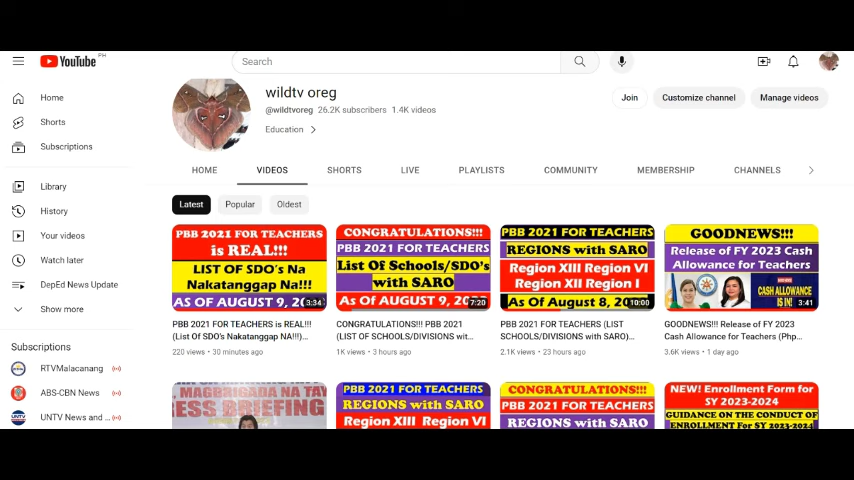 YouTube PH
Search
Home
Shorts
Subscriptions
Library
History
Your videos
Watch later
DepEd News Update
Show more
Subscriptions
RTVMalacanang
ABS-CBN News
UNTV News and ...
wildtv oreg
@wildtvoreg 26.2K subscribers 1.4K videos
Education
Join
Customize channel
Manage videos
HOME
VIDEOS
SHORTS
LIVE
PLAYLISTS
COMMUNITY
MEMBERSHIP
CHANNELS
Latest
Popular
Oldest
PBB 2021 FOR TEACHERS
is REAL!!!
LIST OF SDO's Na
Nakatanggap Na!!!
AS OF AUGUST 9, 20
3:34
PBB 2021 FOR TEACHERS is REAL!!!
(List Of SDO's Nakatanggap NA!!!)...
220 views • 30 minutes ago
CONGRATULATIONS!!!
PBB 2021 FOR TEACHERS
List Of Schools/SDO's
with SARO
AS OF AUGUST 9, 20
7:20
CONGRATULATIONS!!! PBB 2021
(LIST OF SCHOOLS/DIVISIONS wit...
1K views • 3 hours ago
PBB 2021 FOR TEACHERS
REGIONS with SARO
Region XIII Region VI
Region XII Region I
As Of August 8, 20
10:00
PBB 2021 FOR TEACHERS (LIST
SCHOOLS/DIVISIONS with SARO)...
2.1K views • 23 hours ago
GOODNEWS!!!
Release of FY 2023 Cash
Allowance for Teachers
CASH ALLOWANCE
IS IN!
3:41
GOODNEWS!!! Release of FY 2023
Cash Allowance for Teachers (Php...
3.6K views • 1 day ago
MAGBRIGADA NA TAY
ESS BRIEFING
PBB 2021 FOR TEACHERS
REGIONS with SARO
Region XIII Region VI
CONGRATULATIONS!!!
PBB 2021 FOR TEACHERS
REGIONS with SARO
NEW! Enrollment Form for
SY 2023-2024
GUIDANCE ON THE CONDUCT OF
ENROLLMENT For SY 2023-2024